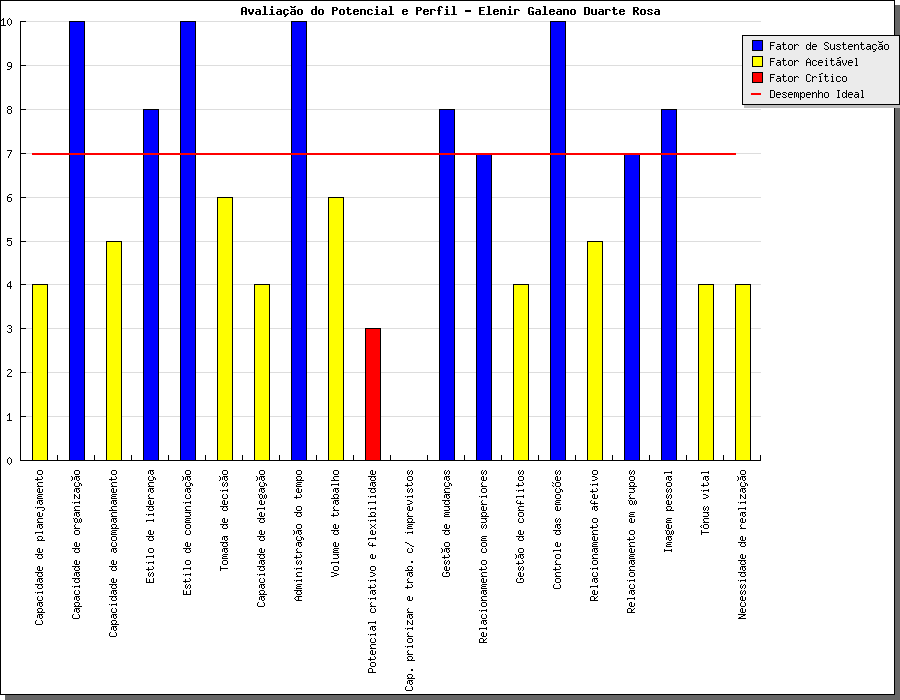 Avaliação do Potencial e Perfil - Elenir Galeano Duarte Rosa
10
9
8
7
6
5
4
3
2
1
0
Fator de Sustentação
Fator Aceitável
Fator Crítico
Desempenho Ideal
Capacidade de planejamento
Capacidade de organização
Capacidade de acompanhamento
Estilo de liderança
Estilo de comunicação
Tomada de decisão
Capacidade de delegação
Administração do tempo
Volume de trabalho
Potencial criativo e flexibilidade
Cap. priorizar e trab. c/ imprevistos
Gestão de mudanças
Relacionamento com superiores
Gestão de conflitos
Controle das emoções
Relacionamento afetivo
Relacionamento em grupos
Imagem pessoal
Tônus vital
Necessidade de realização